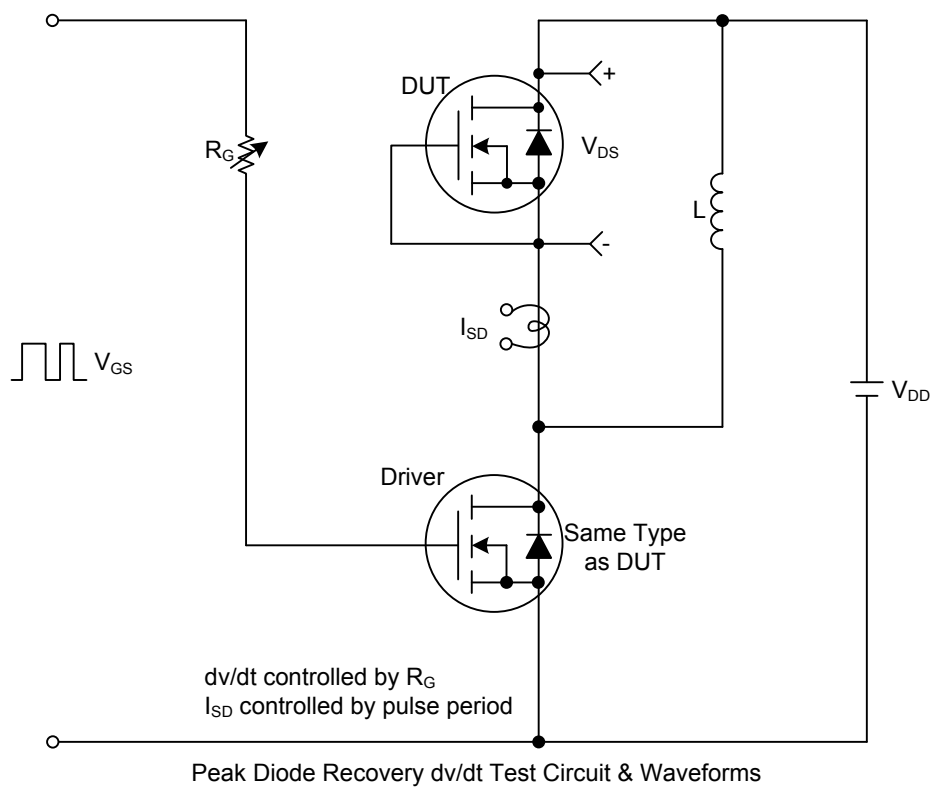 DUT
+
R_G
V_DS
L
-
I_SD
V_GS
V_DD
Driver
Same Type
as DUT
dv/dt controlled by R_G
I_SD controlled by pulse period
Peak Diode Recovery dv/dt Test Circuit & Waveforms